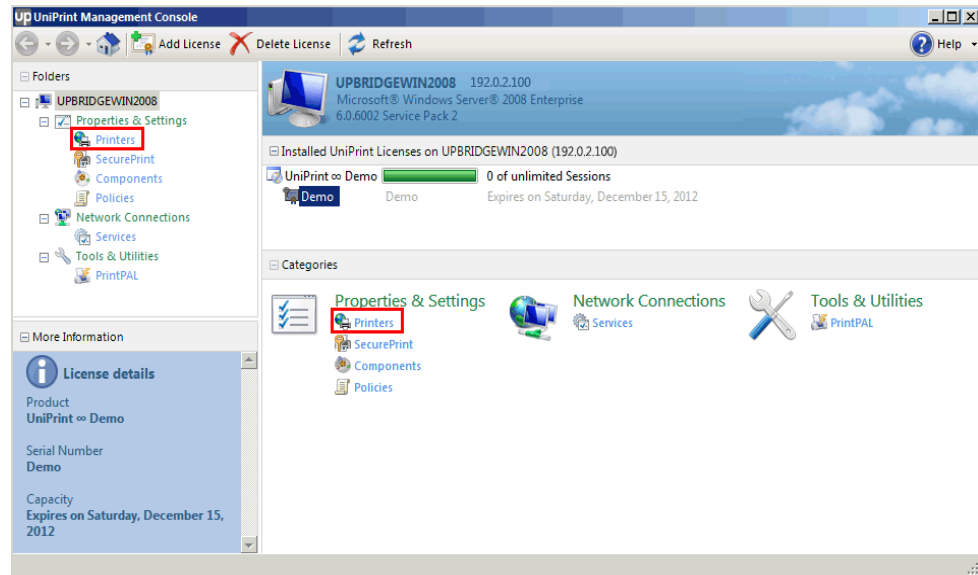 UP UniPrint Management Console
Add License Delete License Refresh Help
Folders
UPBRIDGEWIN2008
Properties & Settings
Printers
SecurePrint
Components
Policies
Network Connections
Services
Tools & Utilities
PrintPAL
More Information
License details
Product
UniPrint ∞ Demo
Serial Number
Demo
Capacity
Expires on Saturday, December 15,
2012
UPBRIDGEWIN2008 192.0.2.100
Microsoft® Windows Server® 2008 Enterprise
6.0.6002 Service Pack 2
Installed UniPrint Licenses on UPBRIDGEWIN2008 (192.0.2.100)
UniPrint ∞ Demo 0 of unlimited Sessions
Demo Demo Expires on Saturday, December 15, 2012
Categories
Properties & Settings
Printers
SecurePrint
Components
Policies
Network Connections
Services
Tools & Utilities
PrintPAL